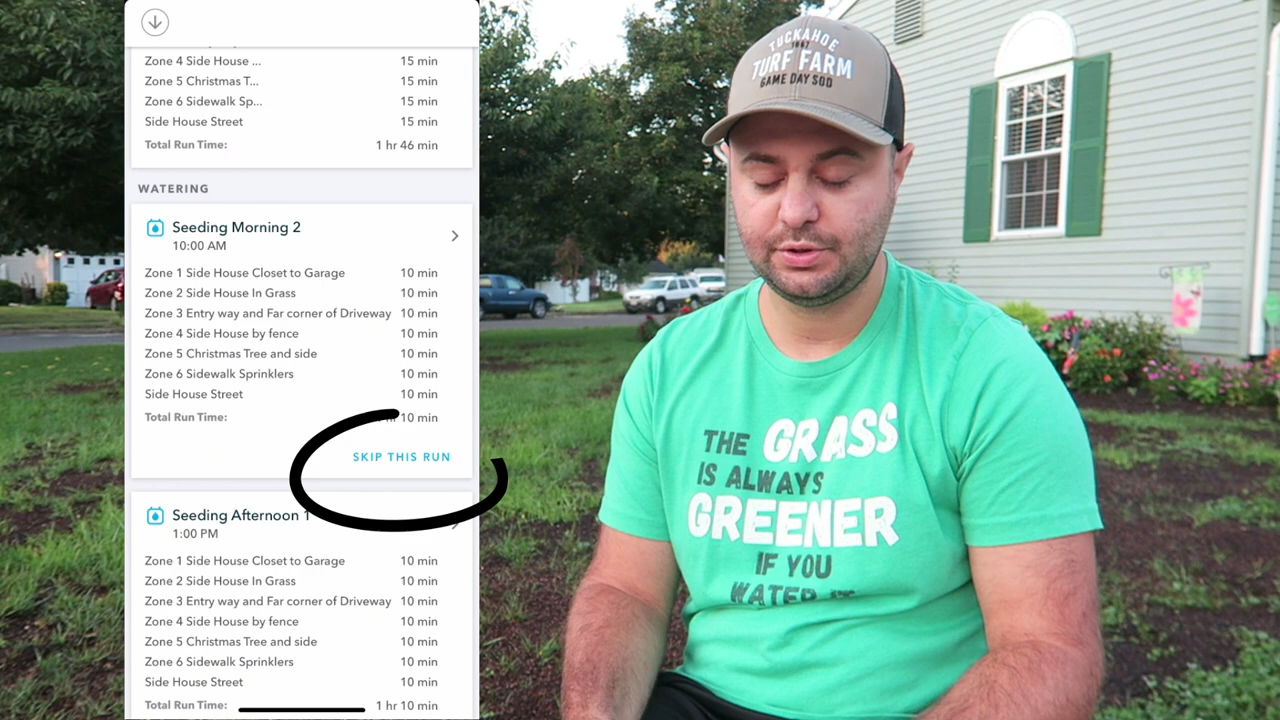 Zone 4 Side House ... 15 min
Zone 5 Christmas T... 15 min
Zone 6 Sidewalk Sp... 15 min
Side House Street 15 min
Total Run Time: 1 hr 46 min
WATERING
Seeding Morning 2
10:00 AM
Zone 1 Side House Closet to Garage 10 min
Zone 2 Side House In Grass 10 min
Zone 3 Entry way and Far corner of Driveway 10 min
Zone 4 Side House by fence 10 min
Zone 5 Christmas Tree and side 10 min
Zone 6 Sidewalk Sprinklers 10 min
Side House Street 10 min
Total Run Time: hr 10 min
SKIP THIS RUN
Seeding Afternoon 1
1:00 PM
Zone 1 Side House Closet to Garage 10 min
Zone 2 Side House In Grass 10 min
Zone 3 Entry way and Far corner of Driveway 10 min
Zone 4 Side House by fence 10 min
Zone 5 Christmas Tree and side 10 min
Zone 6 Sidewalk Sprinklers 10 min
Side House Street 10 min
Total Run Time: 1 hr 10 min
TUCKAHOE
1967
TURF FARM
GAME DAY SOD
THE GRASS
IS ALWAYS
GREENER
IF YOU
WATER IT